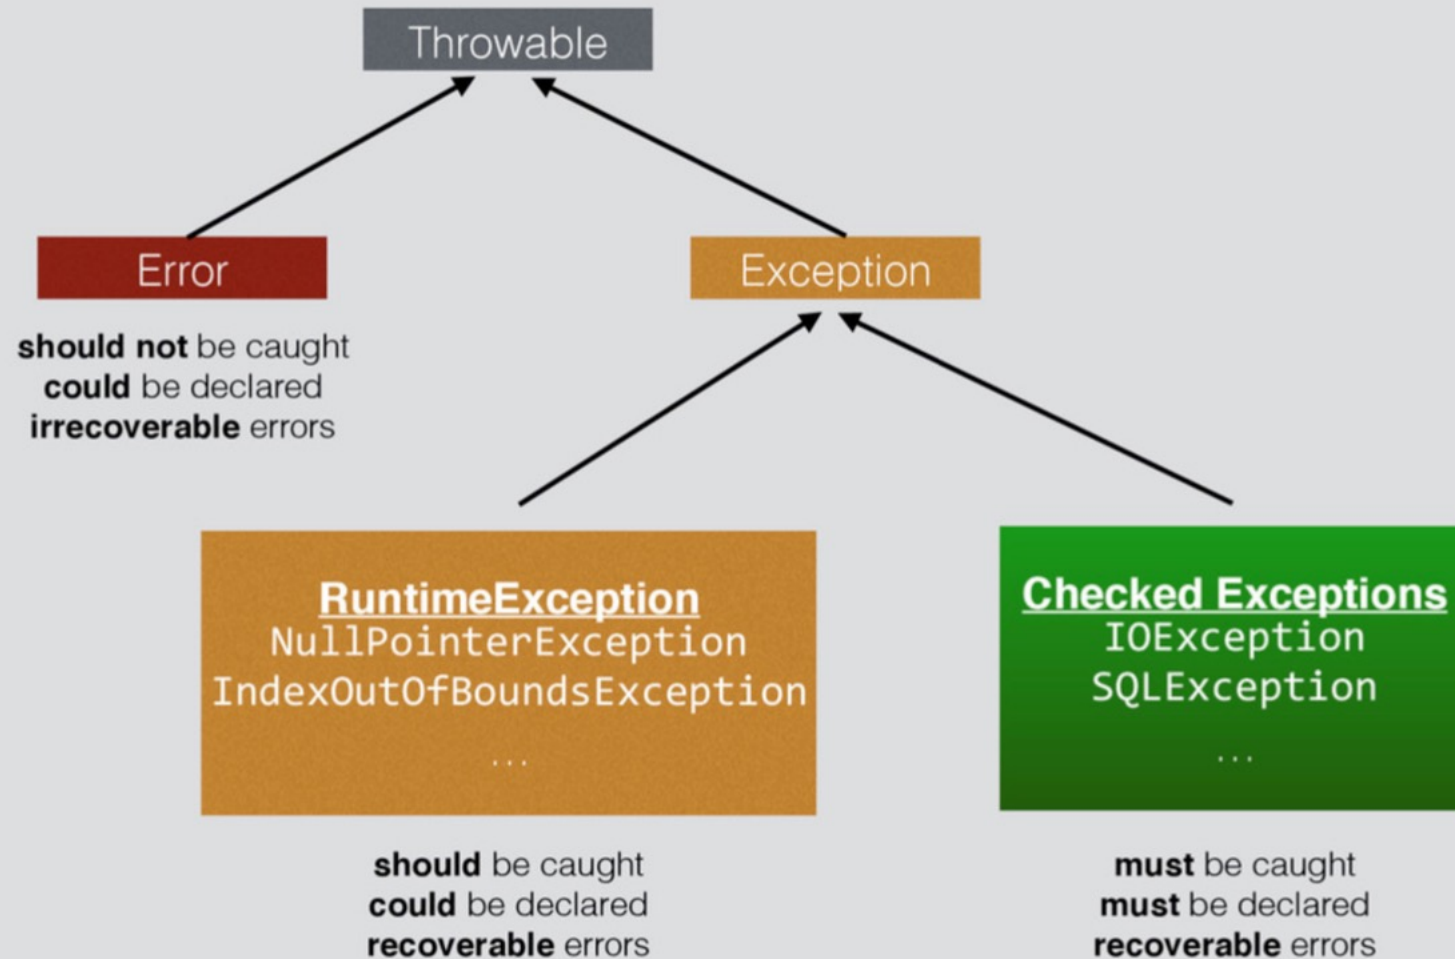 Throwable
Error
Exception
should not be caught
could be declared
irrecoverable errors
RuntimeException
NullPointerException
IndexOutOfBoundsException
...
should be caught
could be declared
recoverable errors
Checked Exceptions
IOException
SQLException
...
must be caught
must be declared
recoverable errors